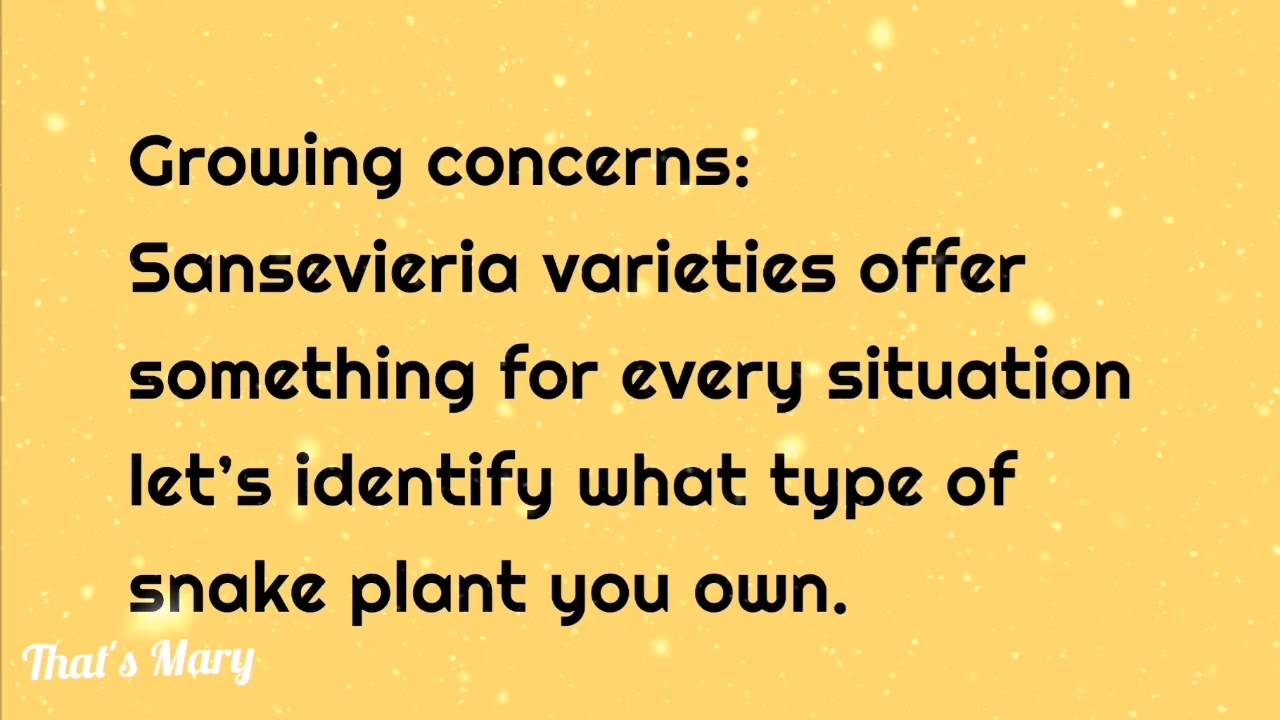 Growing concerns:
Sansevieria varieties offer
something for every situation
let's identify what type of
snake plant you own.
That's Mary